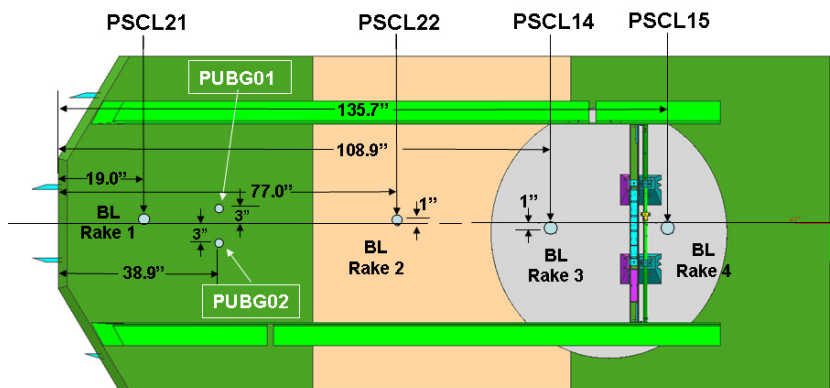 PSCL21
PSCL22
PSCL14
PSCL15
PUBG01
135.7”
108.9”
19.0”
77.0”
1”
3”
BL
Rake 1
3”
1”
BL
Rake 2
BL
Rake 3
BL
Rake 4
38.9”
PUBG02